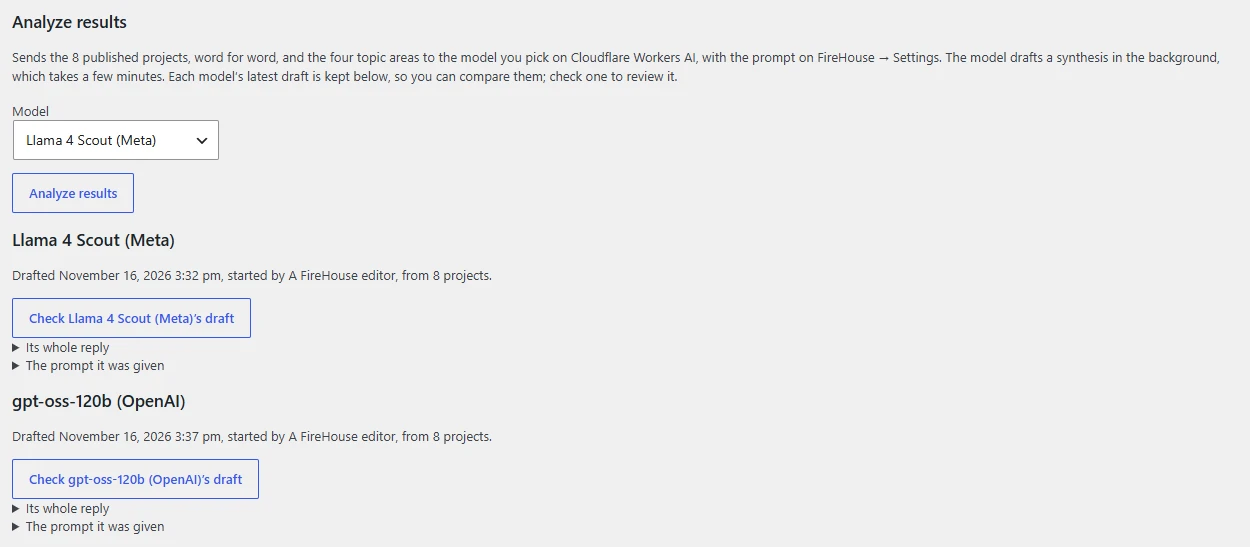 Analyze results
Sends the 8 published projects, word for word, and the four topic areas to the model you pick on Cloudflare Workers AI, with the prompt on FireHouse → Settings. The model drafts a synthesis in the background,
which takes a few minutes. Each model’s latest draft is kept below, so you can compare them; check one to review it.
Model
Llama 4 Scout (Meta)
Analyze results
Llama 4 Scout (Meta)
Drafted November 16, 2026 3:32 pm, started by A FireHouse editor, from 8 projects.
Check Llama 4 Scout (Meta)’s draft
Its whole reply
The prompt it was given
gpt-oss-120b (OpenAI)
Drafted November 16, 2026 3:37 pm, started by A FireHouse editor, from 8 projects.
Check gpt-oss-120b (OpenAI)’s draft
Its whole reply
The prompt it was given